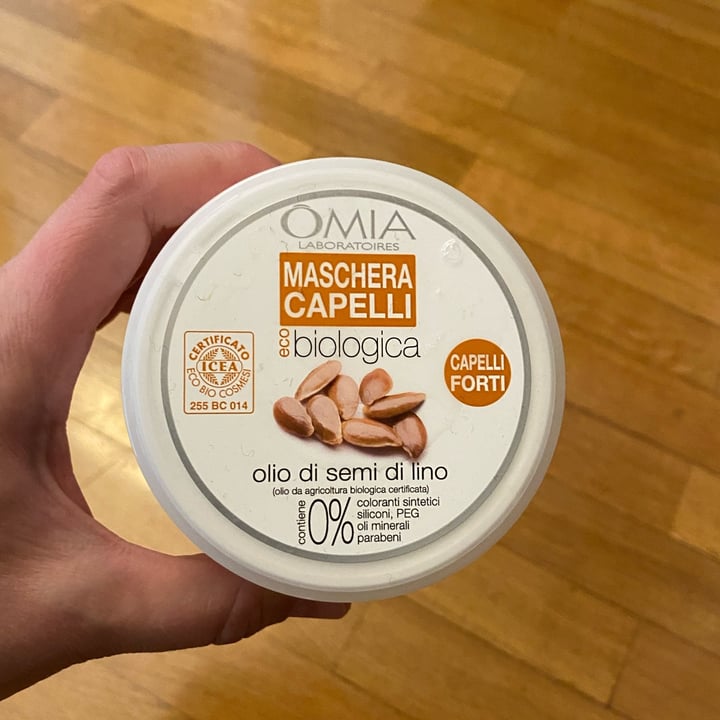 ÔMIA
LABORATOIRES
MASCHERA
CAPELLI
eco biologica
CERTIFICATO
ICEA
ECO BIO COSMESI
255 BC 014
CAPELLI
FORTI
olio di semi di lino
(olio da agricoltura biologica certificata)
contiene
0%
coloranti sintetici
siliconi, PEG
oli minerali
parabeni